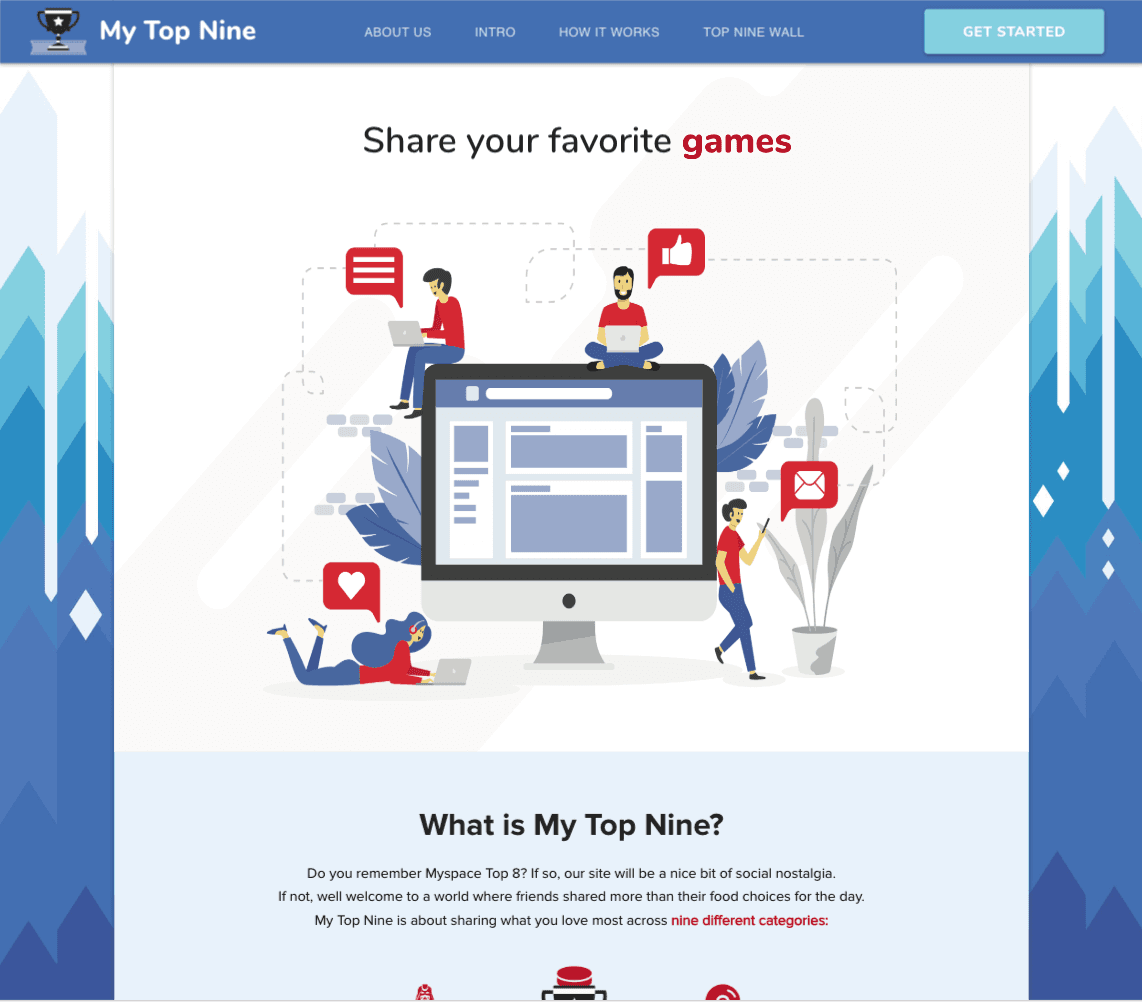 My Top Nine
ABOUT US
INTRO
HOW IT WORKS
TOP NINE WALL
GET STARTED
Share your favorite games
What is My Top Nine?
Do you remember Myspace Top 8? If so, our site will be a nice bit of social nostalgia.
If not, well welcome to a world where friends shared more than their food choices for the day.
My Top Nine is about sharing what you love most across nine different categories: